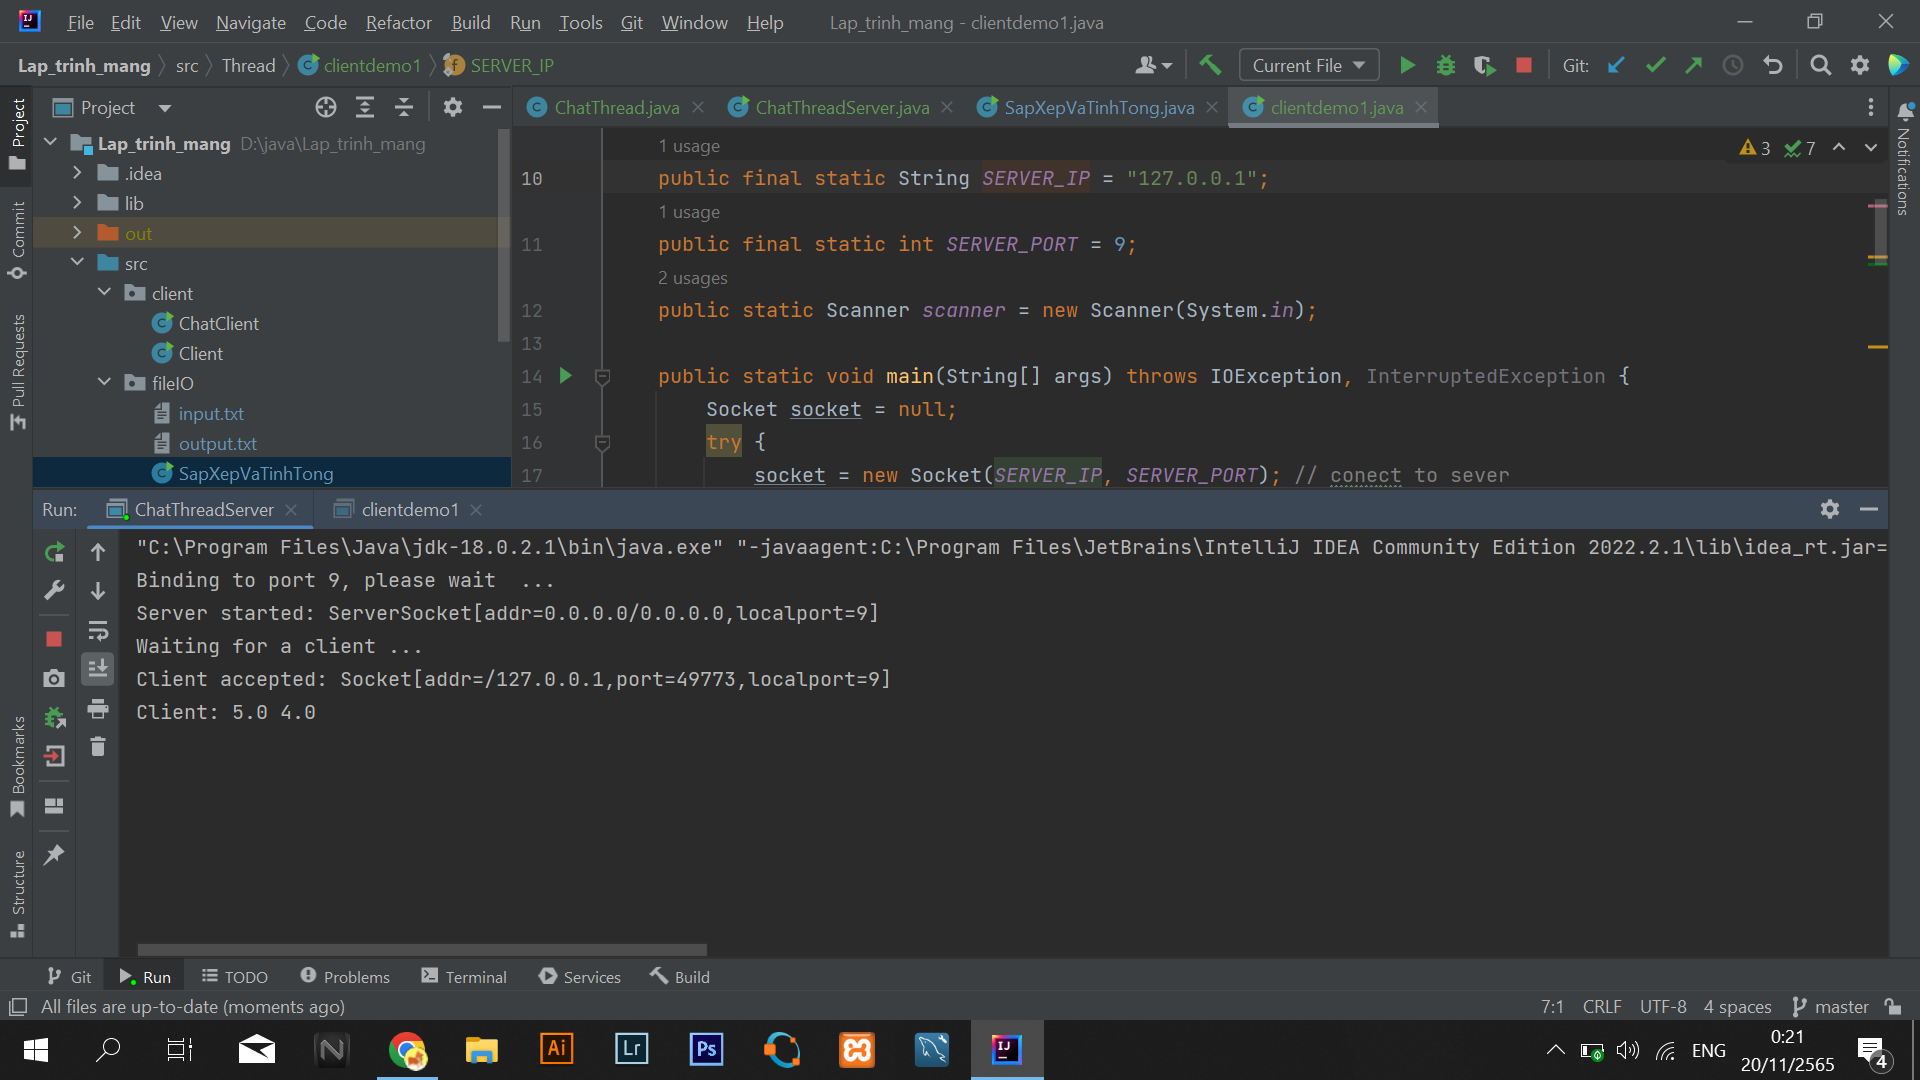 File Edit View Navigate Code Refactor Build Run Tools Git Window Help Lap_trinh_mang - clientdemo1.java
Lap_trinh_mang src Thread clientdemo1 SERVER_IP Current File Git:
Project
Commit
Pull Requests
Bookmarks
Structure
Notifications
Project
Lap_trinh_mang D:\java\Lap_trinh_mang
.idea
lib
out
src
client
ChatClient
Client
fileIO
input.txt
output.txt
SapXepVaTinhTong
ChatThread.java ChatThreadServer.java SapXepVaTinhTong.java clientdemo1.java
3 7
1 usage
10 public final static String SERVER_IP = "127.0.0.1";
1 usage
11 public final static int SERVER_PORT = 9;
2 usages
12 public static Scanner scanner = new Scanner(System.in);
13
14 public static void main(String[] args) throws IOException, InterruptedException {
15 Socket socket = null;
16 try {
17 socket = new Socket(SERVER_IP, SERVER_PORT); // conect to sever
Run: ChatThreadServer clientdemo1
"C:\Program Files\Java\jdk-18.0.2.1\bin\java.exe" "-javaagent:C:\Program Files\JetBrains\IntelliJ IDEA Community Edition 2022.2.1\lib\idea_rt.jar=
Binding to port 9, please wait  ...
Server started: ServerSocket[addr=0.0.0.0/0.0.0.0,localport=9]
Waiting for a client ...
Client accepted: Socket[addr=/127.0.0.1,port=49773,localport=9]
Client: 5.0 4.0
Git Run TODO Problems Terminal Services Build
All files are up-to-date (moments ago) 7:1 CRLF UTF-8 4 spaces master
Ai Lr Ps IJ
ENG
0:21
20/11/2565
4